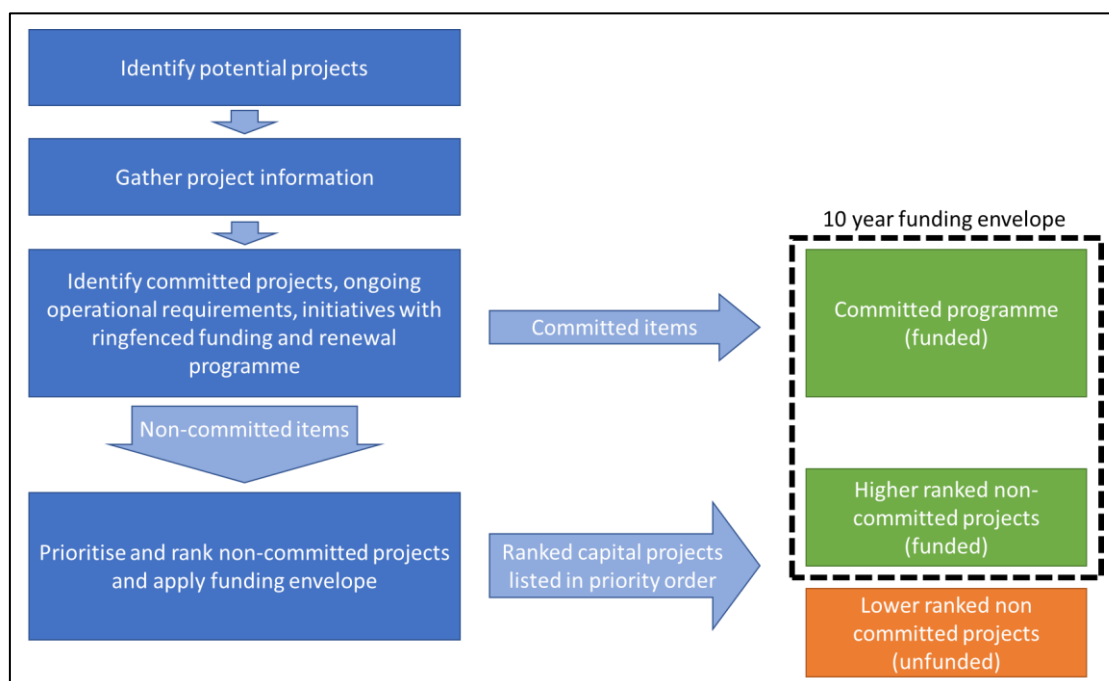 Identify potential projects
Gather project information
Identify committed projects, ongoing
operational requirements, initiatives with
ringfenced funding and renewal
programme
Committed items
10 year funding envelope
Committed programme
(funded)
Non-committed items
Prioritise and rank non-committed projects
and apply funding envelope
Ranked capital projects
listed in priority order
Higher ranked non-
committed projects
(funded)
Lower ranked non
committed projects
(unfunded)